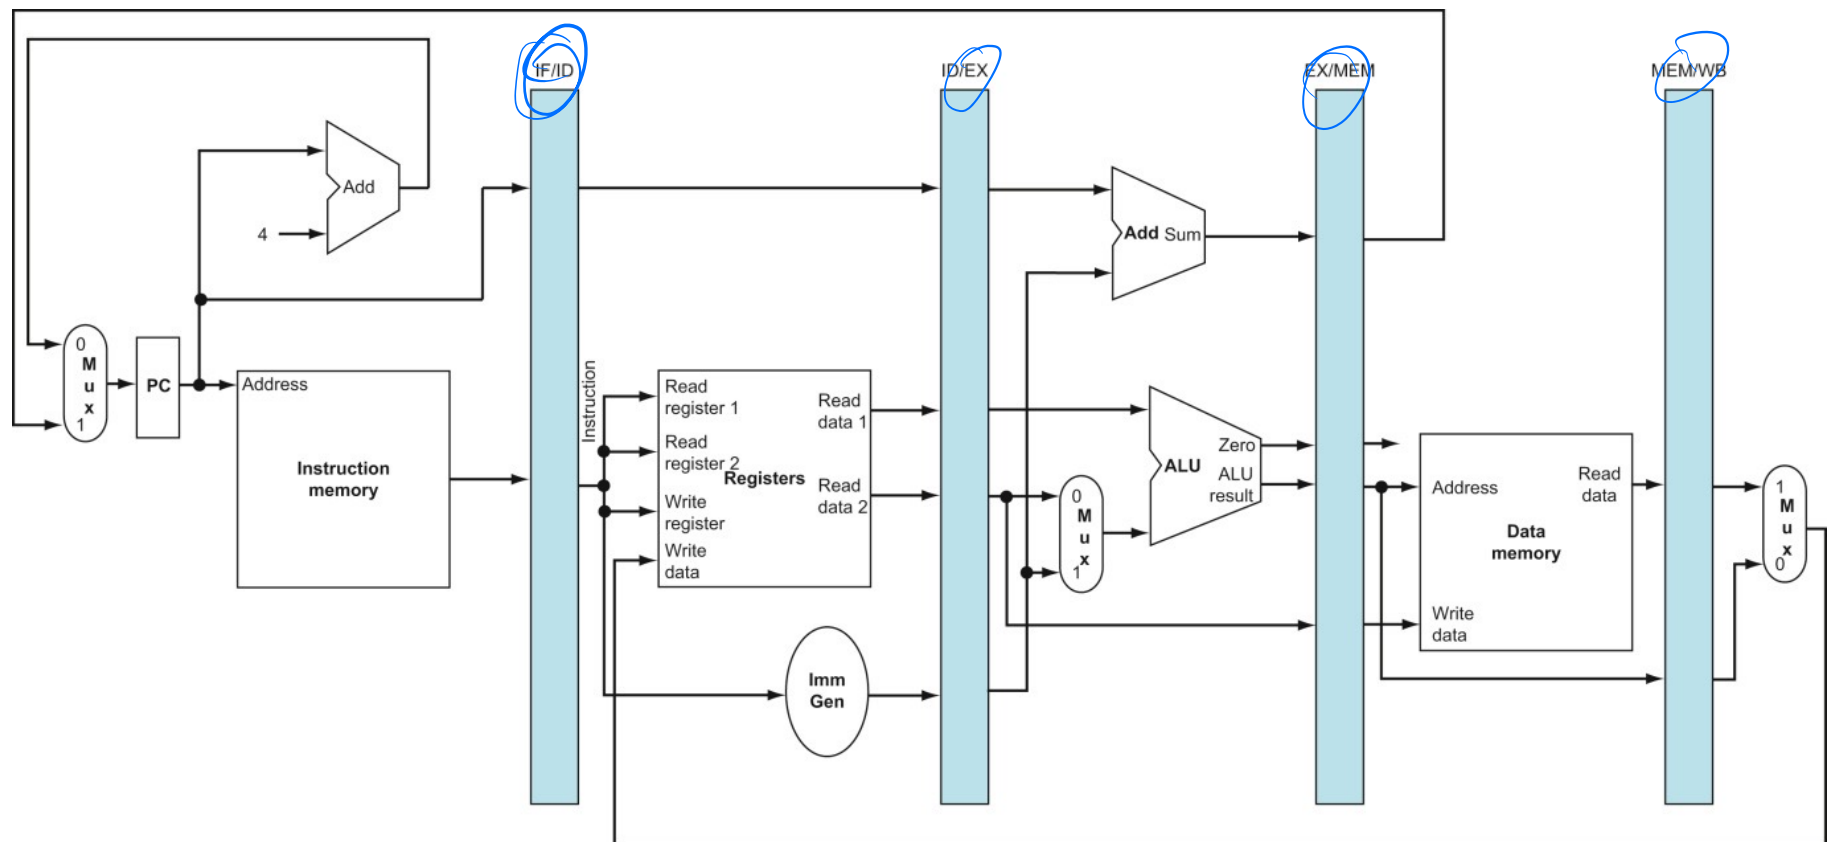 IF/ID
ID/EX
EX/MEM
MEM/WB
Add
4
Add Sum
0
M
u
x
1
PC
Address
Instruction
memory
Instruction
Read
register 1
Read
register 2
Write
register
Write
data
Registers
Read
data 1
Read
data 2
Imm
Gen
0
M
u
x
1
ALU
Zero
ALU
result
Address
Read
data
Data
memory
Write
data
1
M
u
x
0